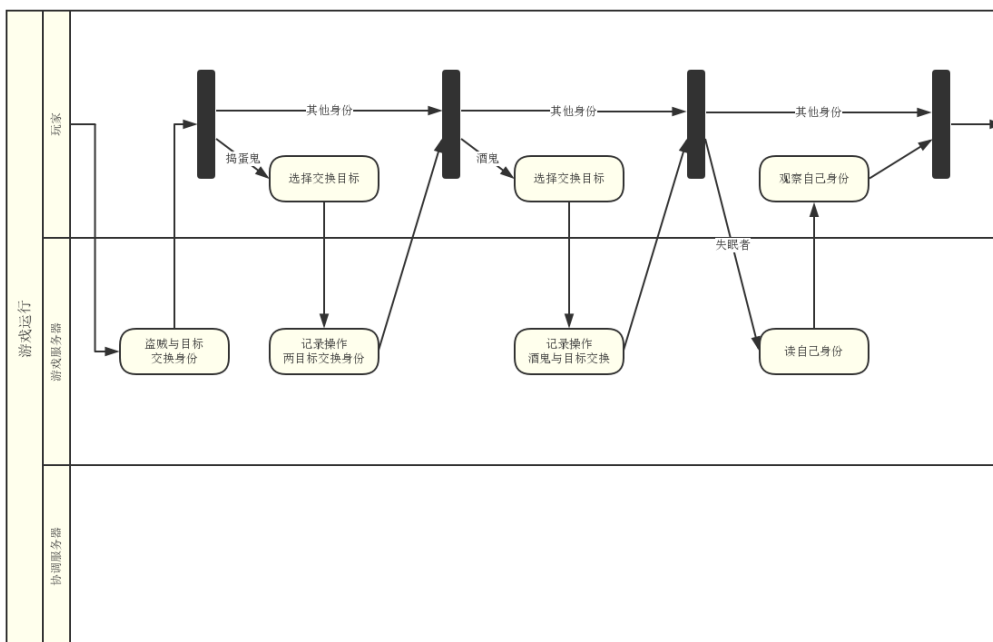 游戏运行
玩家
其他身份
其他身份
其他身份
捣蛋鬼
酒鬼
选择交换目标
选择交换目标
观察自己身份
失眠者
游戏服务器
盗贼与目标
交换身份
记录操作
两目标交换身份
记录操作
酒鬼与目标交换
读自己身份
协调服务器